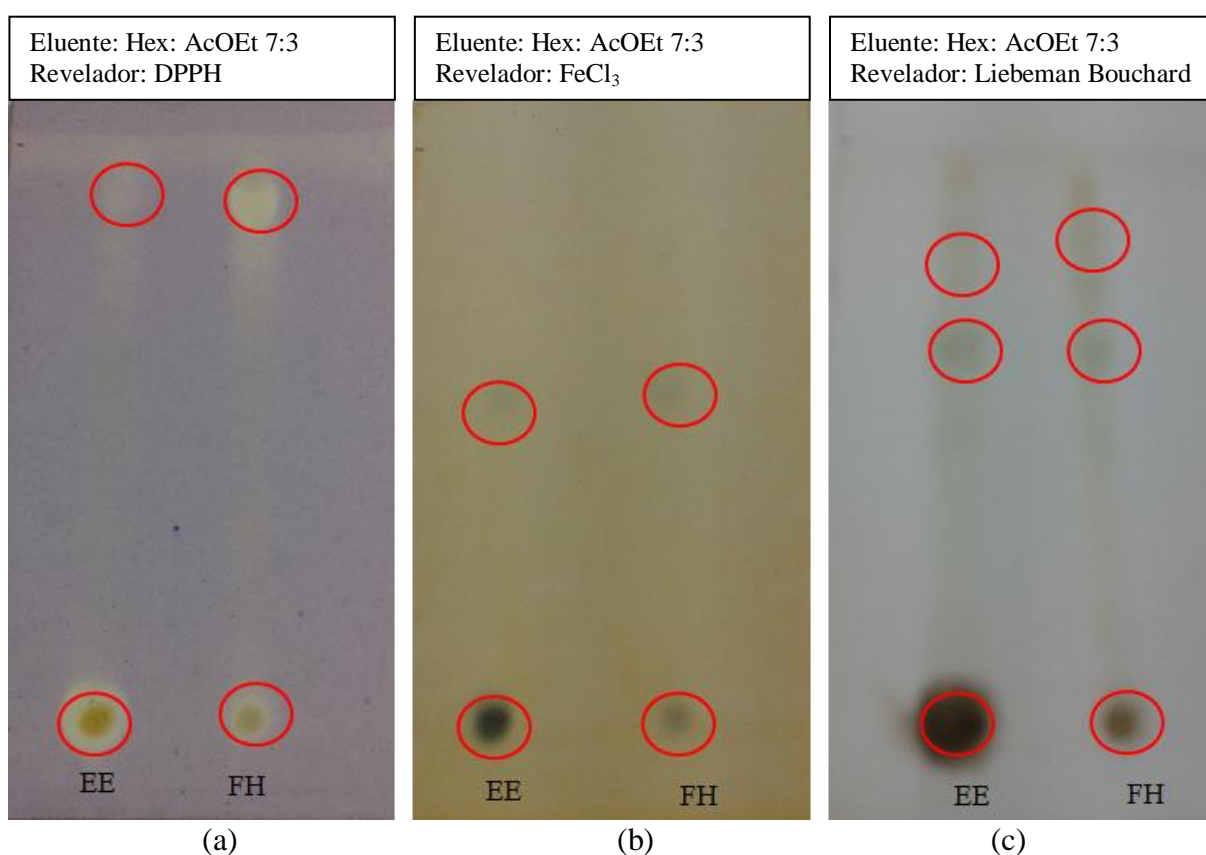 Eluente: Hex: AcOEt 7:3
Revelador: DPPH
Eluente: Hex: AcOEt 7:3
Revelador: FeCl₃
Eluente: Hex: AcOEt 7:3
Revelador: Liebeman Bouchard
EE FH
EE FH
EE FH
(a) (b) (c)